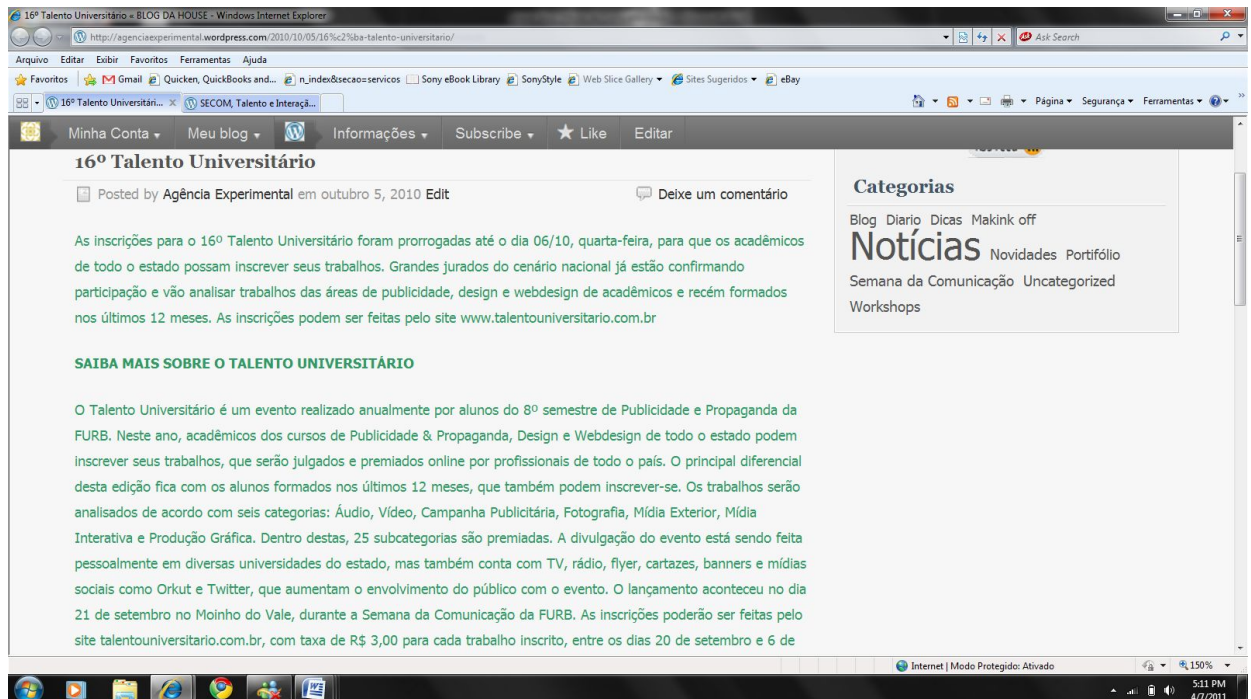 16º Talento Universitário « BLOG DA HOUSE - Windows Internet Explorer
http://agenciaexperimental.wordpress.com/2010/10/05/16%c2%ba-talento-universitario/
Ask Search
Arquivo Editar Exibir Favoritos Ferramentas Ajuda
Favoritos Gmail Quicken, QuickBooks and... n_index&secao=servicos Sony eBook Library SonyStyle Web Slice Gallery Sites Sugeridos eBay
16º Talento Universitári... SECOM, Talento e Interaçã... Página Segurança Ferramentas
Minha Conta Meu blog Informações Subscribe Like Editar
16º Talento Universitário
Posted by Agência Experimental em outubro 5, 2010 Edit Deixe um comentário
As inscrições para o 16º Talento Universitário foram prorrogadas até o dia 06/10, quarta-feira, para que os acadêmicos
de todo o estado possam inscrever seus trabalhos. Grandes jurados do cenário nacional já estão confirmando
participação e vão analisar trabalhos das áreas de publicidade, design e webdesign de acadêmicos e recém formados
nos últimos 12 meses. As inscrições podem ser feitas pelo site www.talentouniversitario.com.br
SAIBA MAIS SOBRE O TALENTO UNIVERSITÁRIO
O Talento Universitário é um evento realizado anualmente por alunos do 8º semestre de Publicidade e Propaganda da
FURB. Neste ano, acadêmicos dos cursos de Publicidade & Propaganda, Design e Webdesign de todo o estado podem
inscrever seus trabalhos, que serão julgados e premiados online por profissionais de todo o país. O principal diferencial
desta edição fica com os alunos formados nos últimos 12 meses, que também podem inscrever-se. Os trabalhos serão
analisados de acordo com seis categorias: Áudio, Vídeo, Campanha Publicitária, Fotografia, Mídia Exterior, Mídia
Interativa e Produção Gráfica. Dentro destas, 25 subcategorias são premiadas. A divulgação do evento está sendo feita
pessoalmente em diversas universidades do estado, mas também conta com TV, rádio, flyer, cartazes, banners e mídias
sociais como Orkut e Twitter, que aumentam o envolvimento do público com o evento. O lançamento aconteceu no dia
21 de setembro no Moinho do Vale, durante a Semana da Comunicação da FURB. As inscrições poderão ser feitas pelo
site talentouniversitario.com.br, com taxa de R$ 3,00 para cada trabalho inscrito, entre os dias 20 de setembro e 6 de
Categorias
Blog Diario Dicas Makink off
Notícias Novidades Portifólio
Semana da Comunicação Uncategorized
Workshops
Internet | Modo Protegido: Ativado 150%
5:11 PM
4/7/2011